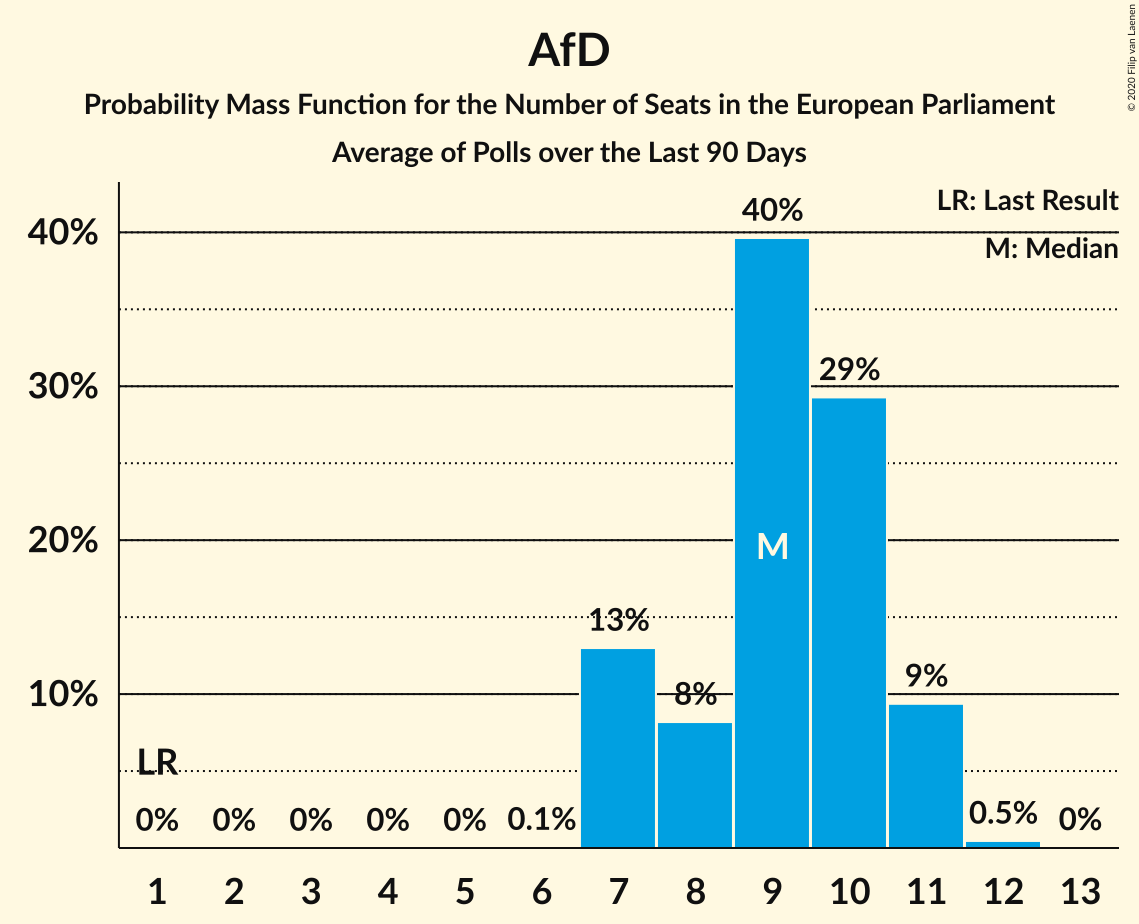 AfD
Probability Mass Function for the Number of Seats in the European Parliament
Average of Polls over the Last 90 Days
© 2020 Filip van Laenen
LR: Last Result
M: Median
40%
30%
20%
10%
LR
0%
0%
0%
0%
0%
0.1%
13%
8%
40%
M
29%
9%
0.5%
0%
1 2 3 4 5 6 7 8 9 10 11 12 13